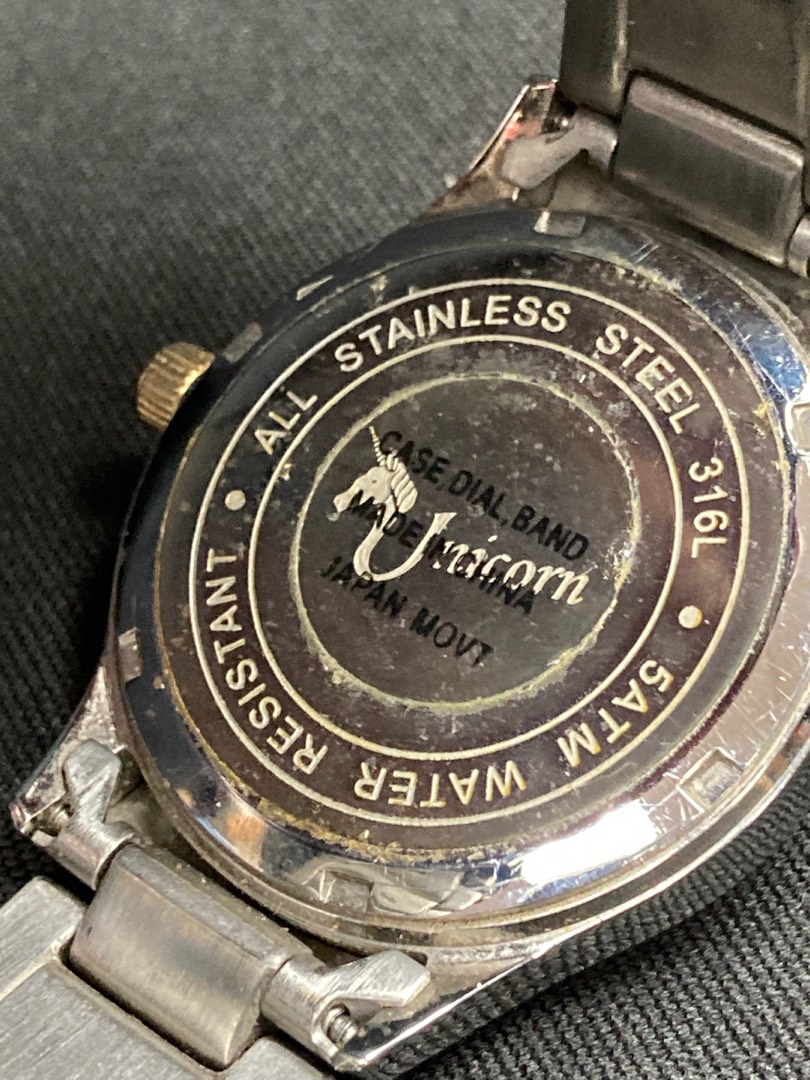 ALL STAINLESS STEEL 316L
• 5ATM WATER RESISTANT •
CASE,DIAL,BAND
MADE IN CHINA
JAPAN MOVT
Unicorn